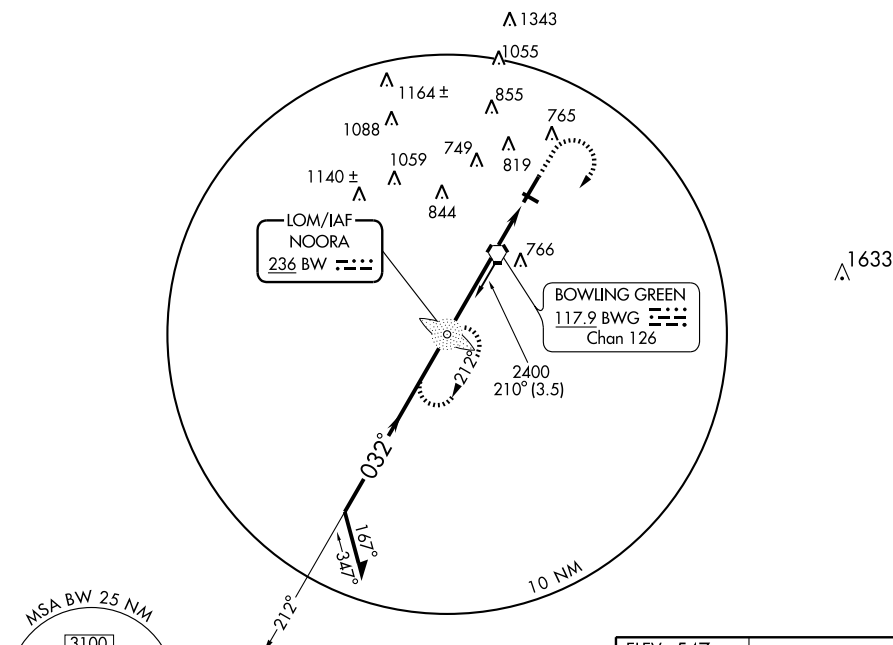 1343
1055
1164 ±
855
765
1088
749
819
1059
1140 ±
844
LOM/IAF
NOORA
236 BW
766
1633
BOWLING GREEN
117.9 BWG
Chan 126
212°
2400
210° (3.5)
032°
167°
347°
10 NM
212°
MSA BW 25 NM
3100
ELEV 547